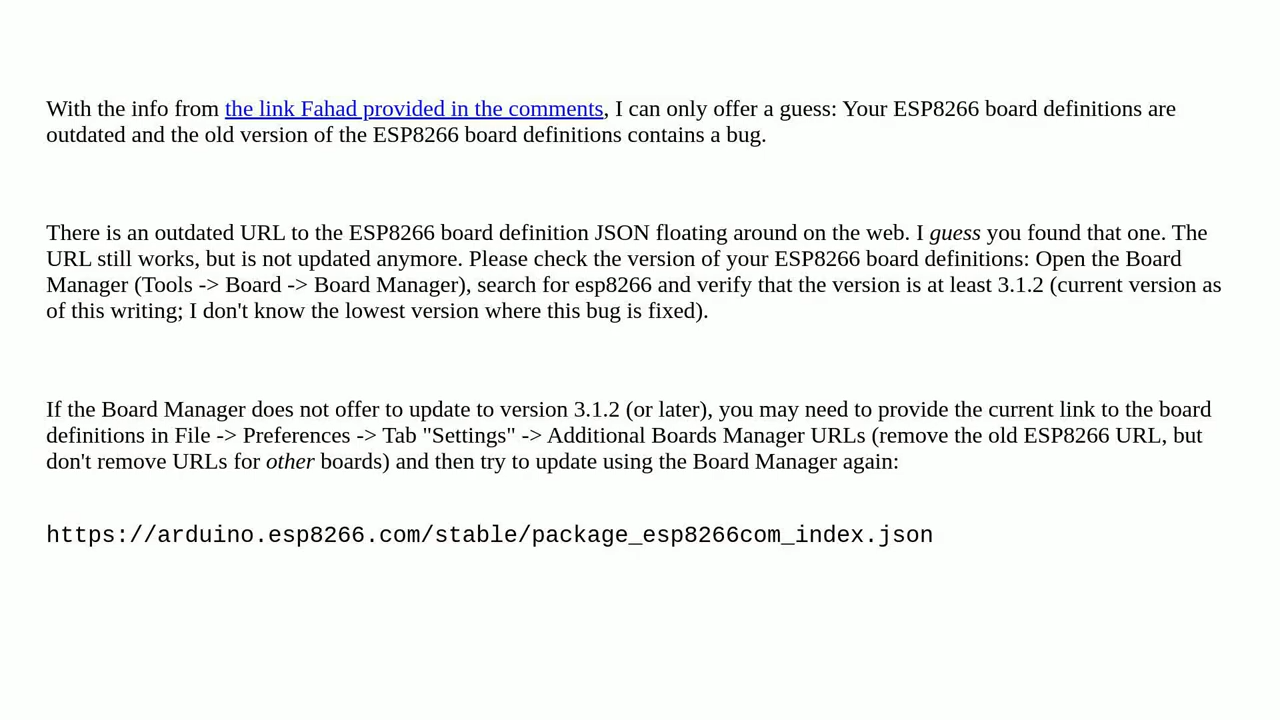 With the info from the link Fahad provided in the comments, I can only offer a guess: Your ESP8266 board definitions are
outdated and the old version of the ESP8266 board definitions contains a bug.
There is an outdated URL to the ESP8266 board definition JSON floating around on the web. I guess you found that one. The
URL still works, but is not updated anymore. Please check the version of your ESP8266 board definitions: Open the Board
Manager (Tools -> Board -> Board Manager), search for esp8266 and verify that the version is at least 3.1.2 (current version as
of this writing; I don't know the lowest version where this bug is fixed).
If the Board Manager does not offer to update to version 3.1.2 (or later), you may need to provide the current link to the board
definitions in File -> Preferences -> Tab "Settings" -> Additional Boards Manager URLs (remove the old ESP8266 URL, but
don't remove URLs for other boards) and then try to update using the Board Manager again:
https://arduino.esp8266.com/stable/package_esp8266com_index.json